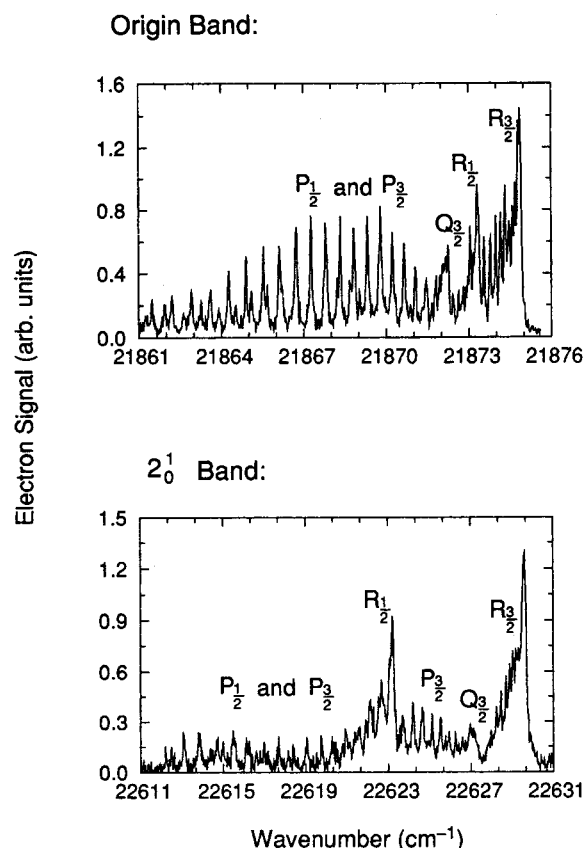 Origin Band:
Electron Signal (arb. units)
1.6
1.2
0.8
0.4
0.0
P1/2 and P3/2
Q3/2
R1/2
R3/2
21861 21864 21867 21870 21873 21876
2¹₀ Band:
1.5
1.2
0.9
0.6
0.3
0.0
P1/2 and P3/2
R1/2
P3/2
Q3/2
R3/2
22611 22615 22619 22623 22627 22631
Wavenumber (cm⁻¹)